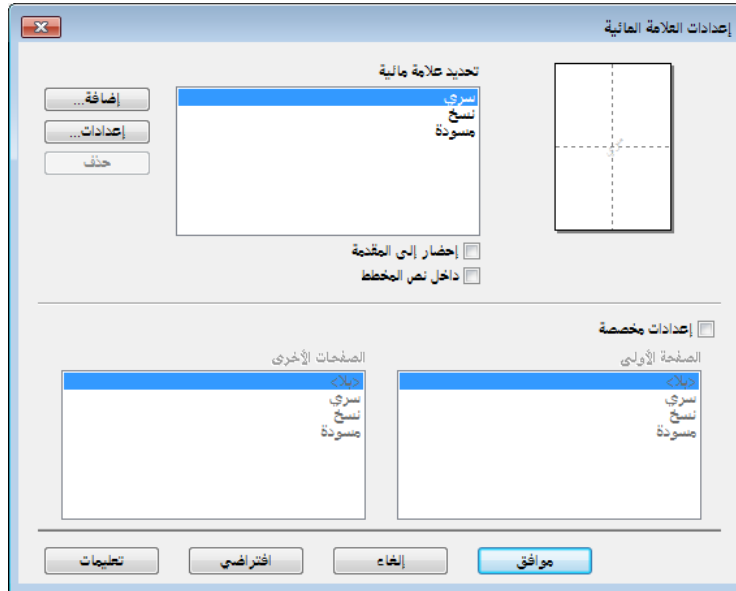 إعدادات العلامة المائية
تحديد علامة مائية
سري
نسخ
مسودة
إضافة...
إعدادات...
حذف
إحضار إلى المقدمة
داخل نص المخطط
إعدادات مخصصة
الصفحة الأولى
<بلا>
سري
نسخ
مسودة
الصفحات الأخرى
<بلا>
سري
نسخ
مسودة
موافق
إلغاء
افتراضي
تعليمات